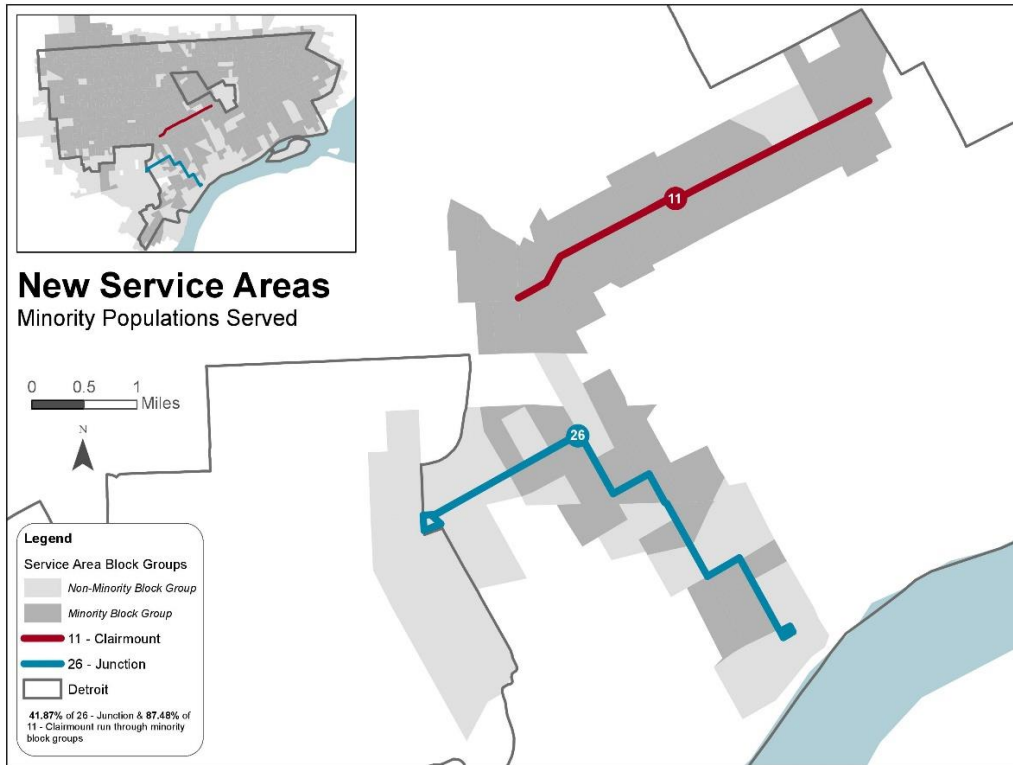 New Service Areas
Minority Populations Served
0 0.5 1
Miles
N
11
26
Legend
Service Area Block Groups
Non-Minority Block Group
Minority Block Group
11 - Clairmount
26 - Junction
Detroit
41.87% of 26 - Junction & 87.48% of
11 - Clairmount run through minority
block groups